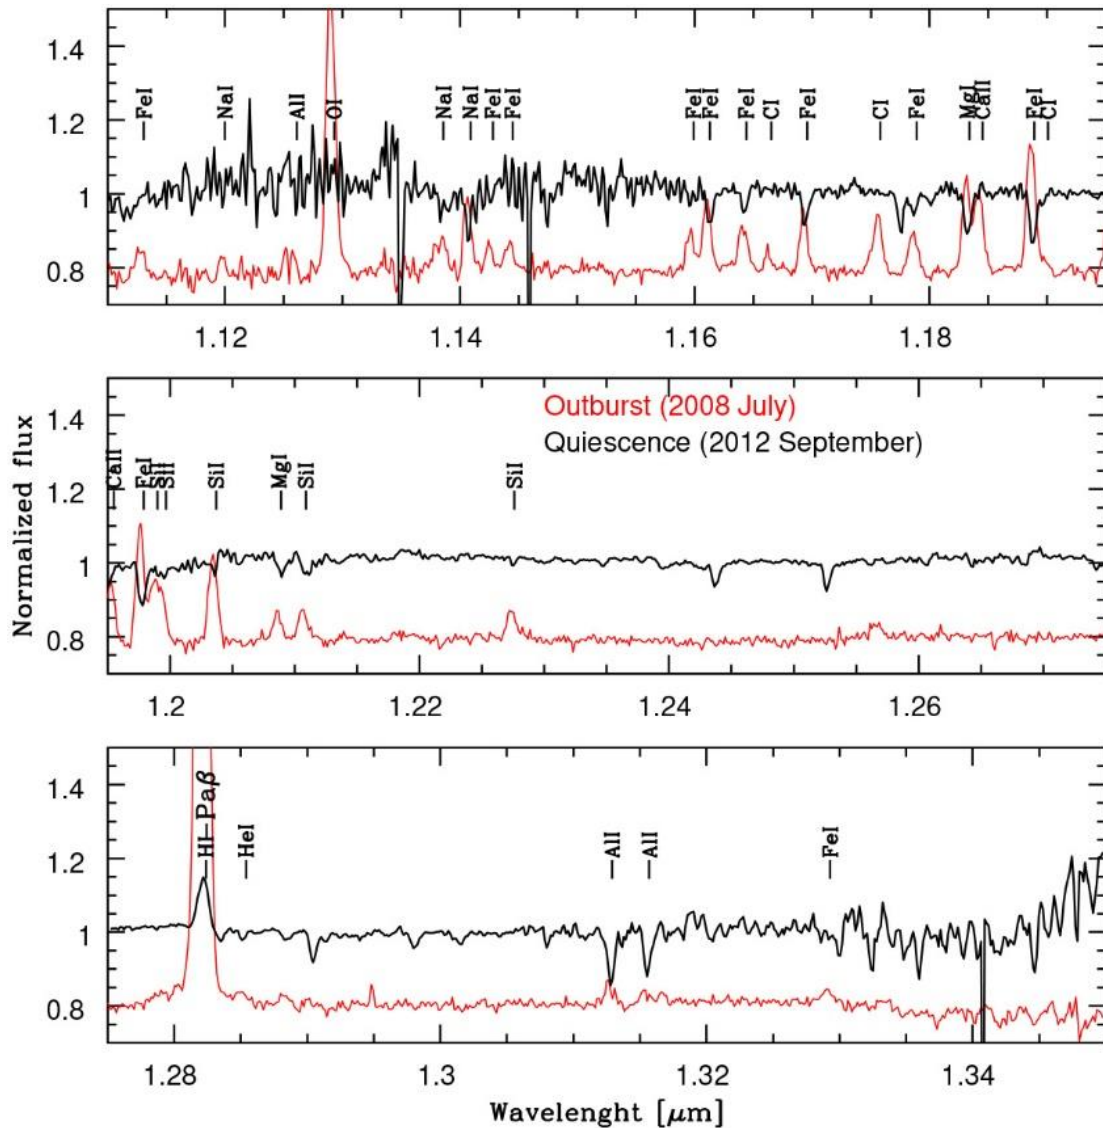 1.4
1.2
1
0.8
FeI
NaI
AlI
OI
NaI
NaI
FeI
FeI
FeI
FeI
FeI
CI
FeI
CI
FeI
MgI
CaII
FeI
CI
1.12
1.14
1.16
1.18
Normalized flux
1.4
1.2
1
0.8
Outburst (2008 July)
Quiescence (2012 September)
CaII
FeI
SiI
SiI
SiI
MgI
SiI
SiI
1.2
1.22
1.24
1.26
1.4
1.2
1
0.8
HI-Paβ
HeI
AlI
AlI
FeI
1.28
1.3
1.32
1.34
Wavelenght [μm]